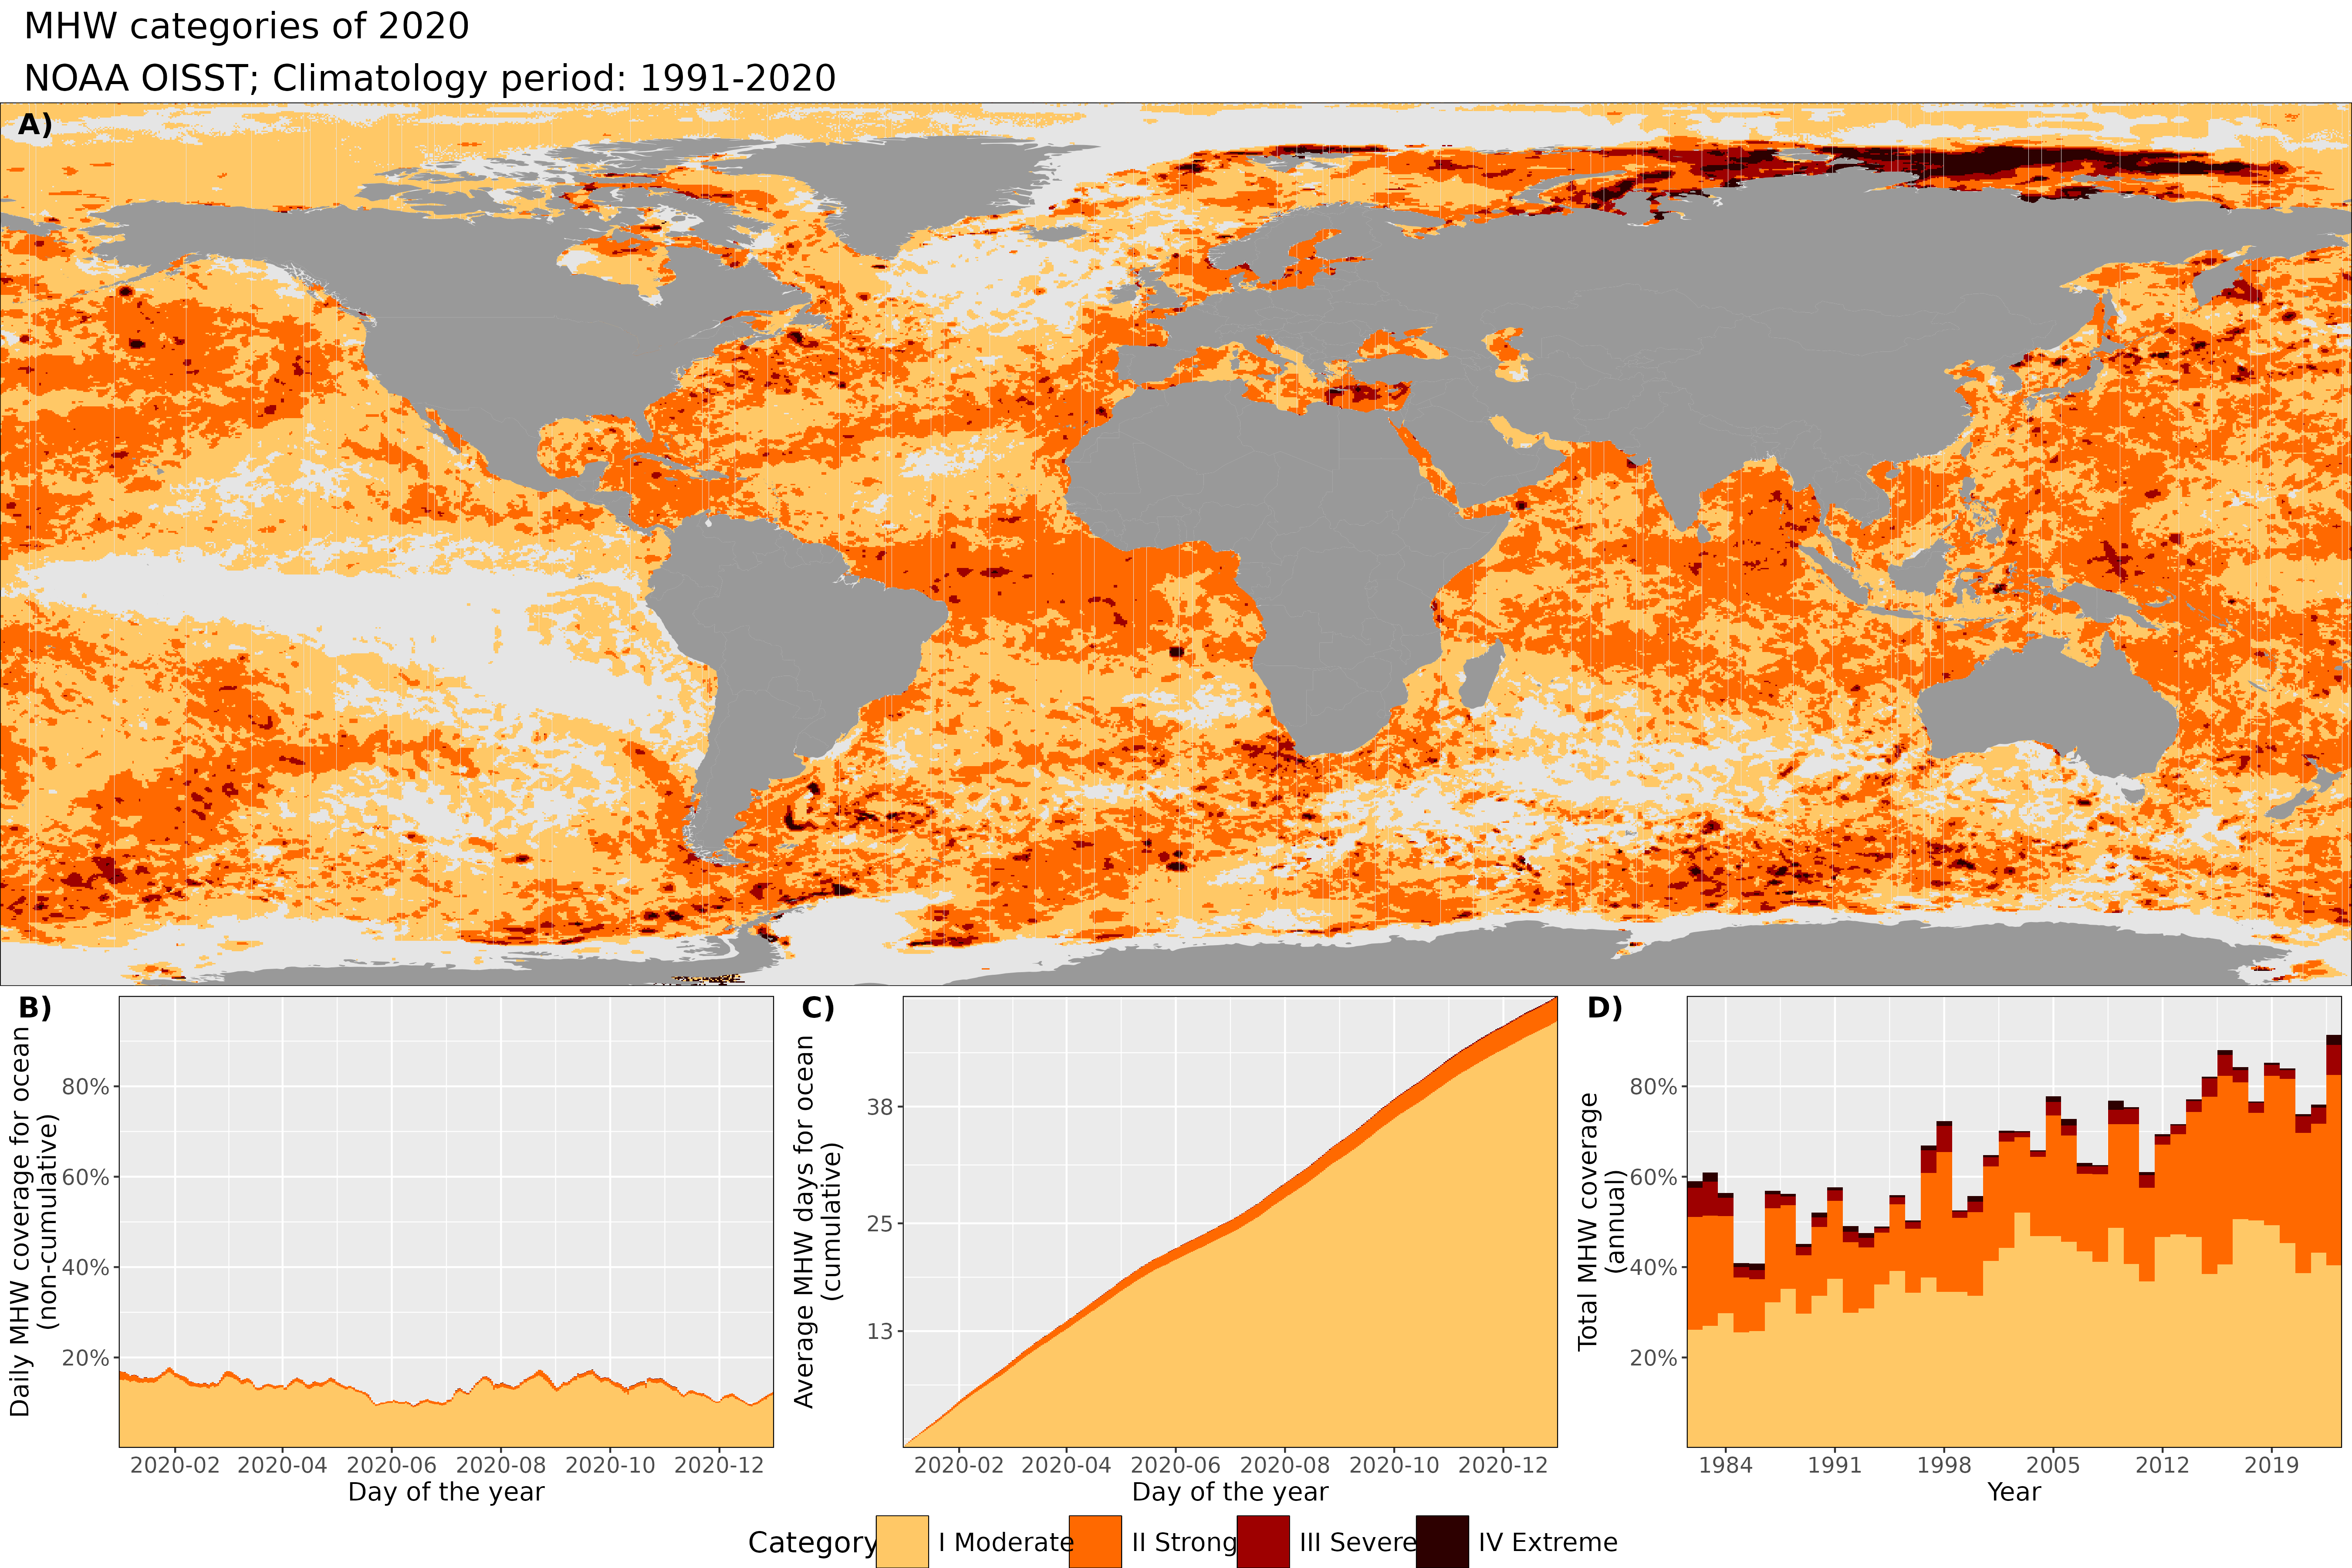 MHW categories of 2020
NOAA OISST; Climatology period: 1991-2020
A)
B)
Daily MHW coverage for ocean
(non-cumulative)
80%
60%
40%
20%
2020-02 2020-04 2020-06 2020-08 2020-10 2020-12
Day of the year
C)
Average MHW days for ocean
(cumulative)
38
25
13
2020-02 2020-04 2020-06 2020-08 2020-10 2020-12
Day of the year
D)
Total MHW coverage
(annual)
80%
60%
40%
20%
1984 1991 1998 2005 2012 2019
Year
Category I Moderate II Strong III Severe IV Extreme